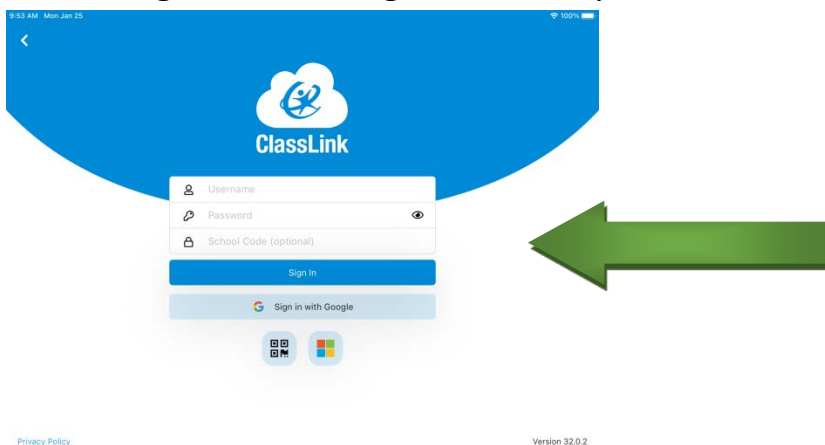 9:53 AM Mon Jan 25
100%
ClassLink
Username
Password
School Code (optional)
Sign In
Sign in with Google
Privacy Policy
Version 32.0.2